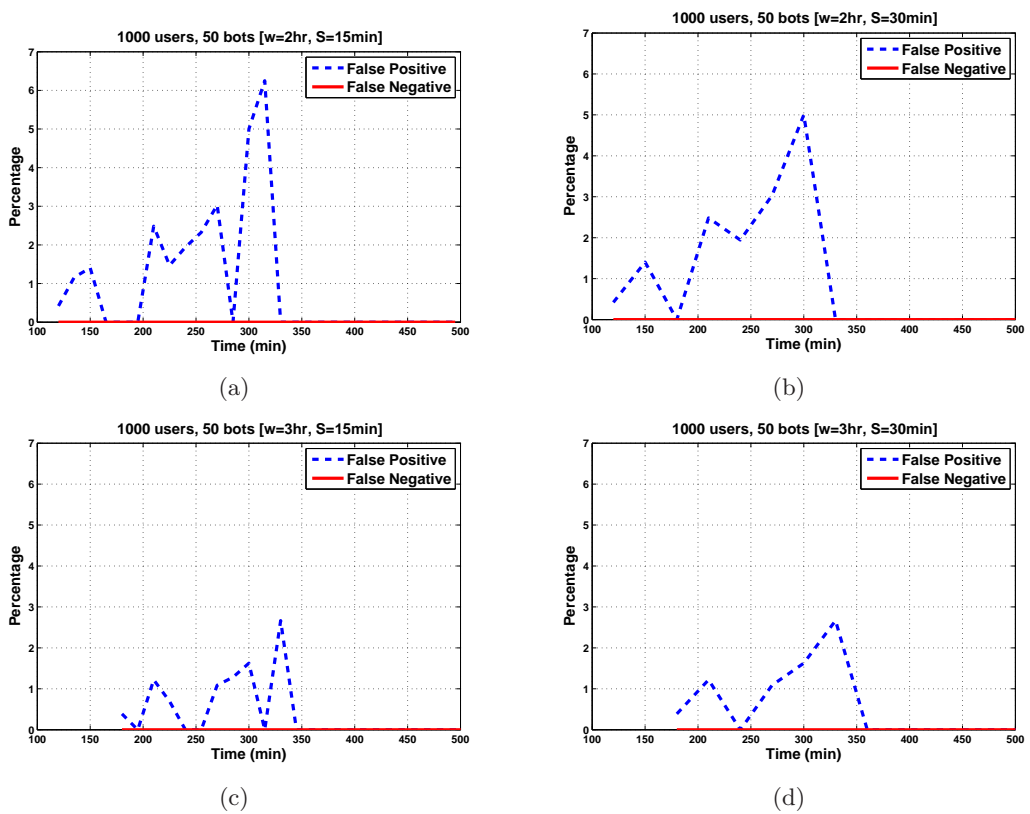 1000 users, 50 bots [w=2hr, S=15min]
7
6
5
4
3
2
1
0
Percentage
False Positive
False Negative
100 150 200 250 300 350 400 450 500
Time (min)
(a)
1000 users, 50 bots [w=2hr, S=30min]
7
6
5
4
3
2
1
0
Percentage
False Positive
False Negative
100 150 200 250 300 350 400 450 500
Time (min)
(b)
1000 users, 50 bots [w=3hr, S=15min]
7
6
5
4
3
2
1
0
Percentage
False Positive
False Negative
100 150 200 250 300 350 400 450 500
Time (min)
(c)
1000 users, 50 bots [w=3hr, S=30min]
7
6
5
4
3
2
1
0
Percentage
False Positive
False Negative
100 150 200 250 300 350 400 450 500
Time (min)
(d)